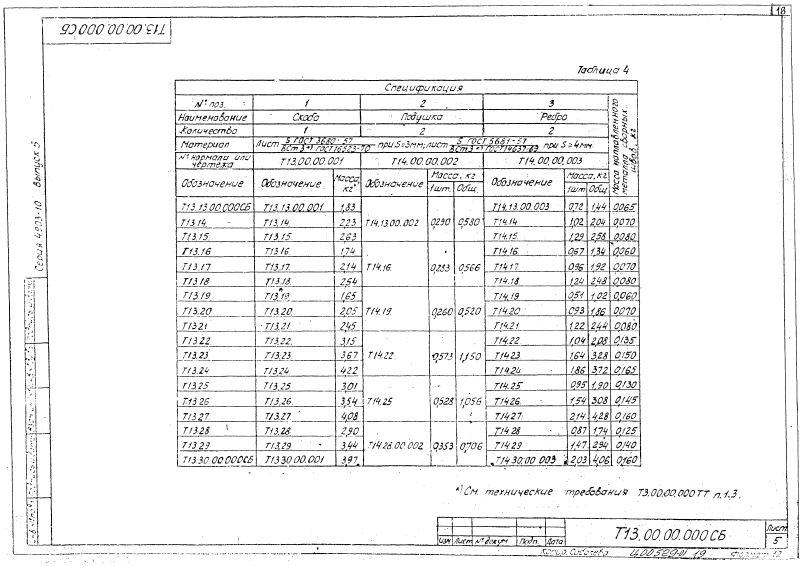 18
Т13.00.00.000СБ
Серия 4903-10 выпуск 5
Таблица 4
Спецификация
№ поз. 1 2 3
Наименование Скоба Подушка Ребро
Количество 1 2 2
Материал Лист S ГОСТ 3680-57 / ВСт3 *) ГОСТ 16523-70 при S=3мм; лист S ГОСТ 5681-57 / ВСт3 *) ГОСТ 14637-69 при S≥4мм
№ нормали или чертежа Т13.00.00.001 Т14.00.00.002 Т14.00.00.003
Масса наплавленного металла сварных швов, кг
Обозначение Обозначение Масса, кг Обозначение Масса, кг 1шт. Общ. Обозначение Масса, кг 1шт Общ.
Т13.13.00.000СБ Т13.13.00.001 1,83 Т14.13.00.003 0,72 1,44 0,065
Т13.14. Т13.14. 2,23 Т14.13.00.002 0,290 0,580 Т14.14 1,02 2,04 0,070
Т13.15. Т13.15. 2,63 Т14.15. 1,29 2,58 0,080
Т13.16 Т13.16. 1,74 Т14.16. 0,67 1,34 0,060
Т13.17 Т13.17. 2,14 Т14.16. 0,283 0,566 Т14.17. 0,96 1,92 0,070
Т13.18 Т13.18. 2,54 Т14.18. 1,24 2,48 0,080
Т13.19 Т13.19. 1,65 Т14.19 0,51 1,02 0,060
Т13.20 Т13.20. 2,05 Т14.19 0,260 0,520 Т14.20 0,93 1,86 0,070
Т13.21 Т13.21 2,45 Т14.21 1,22 2,44 0,080
Т13.22 Т13.22. 3,15 Т14.22. 1,04 2,08 0,135
Т13.23 Т13.23. 3,67 Т14.22. 0,573 1,150 Т14.23 1,64 3,28 0,150
Т13.24 Т13.24 4,22 Т14.24 1,86 3,72 0,165
Т13.25 Т13.25 3,01 Т14.25 0,95 1,90 0,130
Т13.26 Т13.26. 3,54 Т14.25 0,528 1,056 Т14.26. 1,54 3,08 0,145
Т13.27 Т13.27. 4,08 Т14.27. 2,14 4,28 0,160
Т13.28 Т13.28. 2,90 Т14.28 0,87 1,74 0,125
Т13.29 Т13.29. 3,44 Т14.28.00.002 0,353 0,706 Т14.29 1,47 2,94 0,140
Т13.30.00.000СБ Т13.30.00.001 3,97 Т14.30.00.003 2,03 4,06 0,160
*) См. технические требования Т3.00.00.000ТТ п.1.3.
Т13.00.00.000СБ
Лист
5
Изм Лист № докум Подп. Дата
Копир. Формат 12